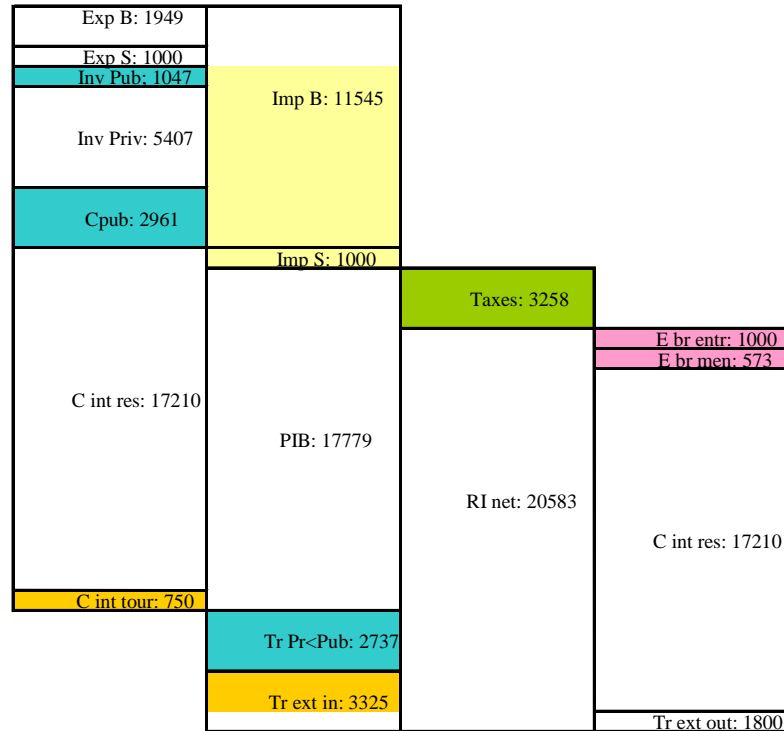 Exp B: 1949
Exp S: 1000
Inv Pub; 1047
Inv Priv: 5407
Cpub: 2961
C int res: 17210
C int tour: 750
Imp B: 11545
Imp S: 1000
PIB: 17779
Tr Pr<Pub: 2737
Tr ext in: 3325
Taxes: 3258
RI net: 20583
E br entr: 1000
E br men: 573
C int res: 17210
Tr ext out: 1800